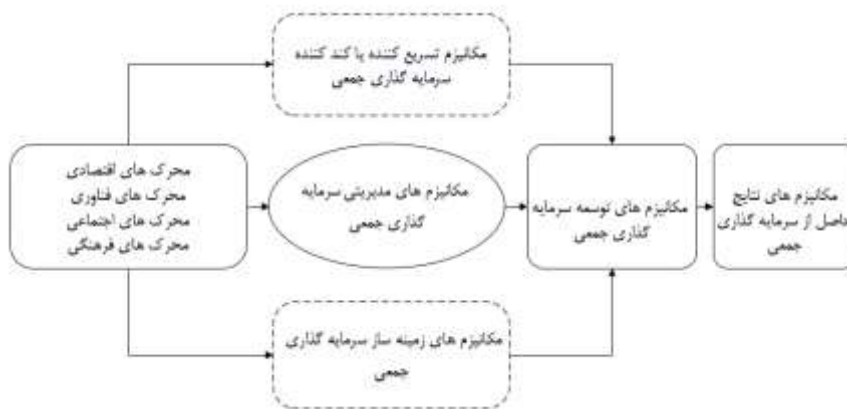 مکانیزم تسریع کننده یا کند کننده
سرمایه گذاری جمعی
محرک های اقتصادی
محرک های فناوری
محرک های اجتماعی
محرک های فرهنگی
مکانیزم های مدیریتی سرمایه
گذاری جمعی
مکانیزم های توسعه سرمایه
گذاری جمعی
مکانیزم های نتایج
حاصل از سرمایه گذاری
جمعی
مکانیزم های زمینه ساز سرمایه گذاری
جمعی